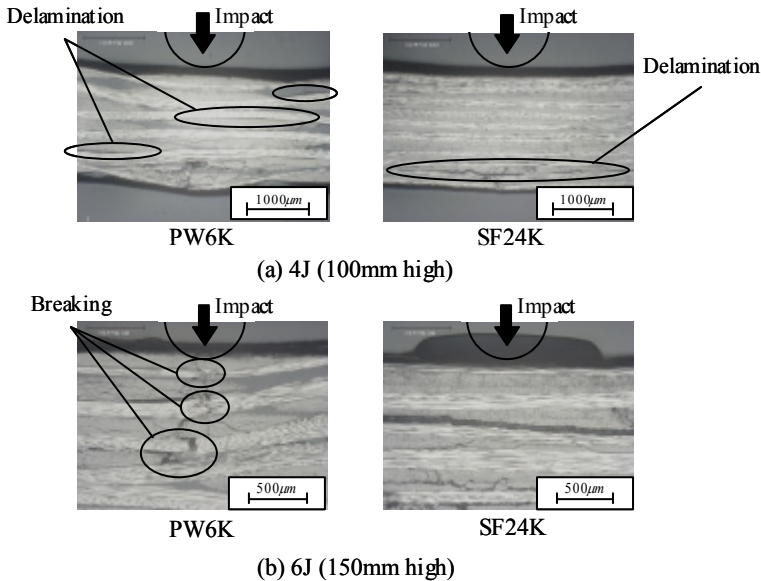 Delamination
Impact
Impact
Delamination
1000μm
1000μm
PW6K
SF24K
(a) 4J (100mm high)
Breaking
Impact
Impact
500μm
500μm
PW6K
SF24K
(b) 6J (150mm high)